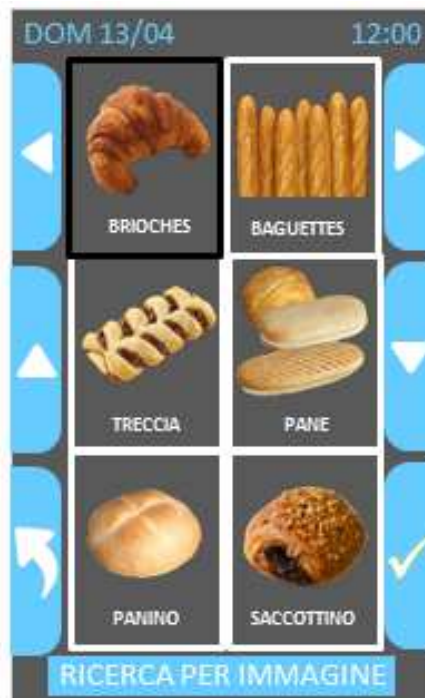 DOM 13/04 12:00
BRIOCHES BAGUETTES
TRECCIA PANE
PANINO SACCOTTINO
RICERCA PER IMMAGINE